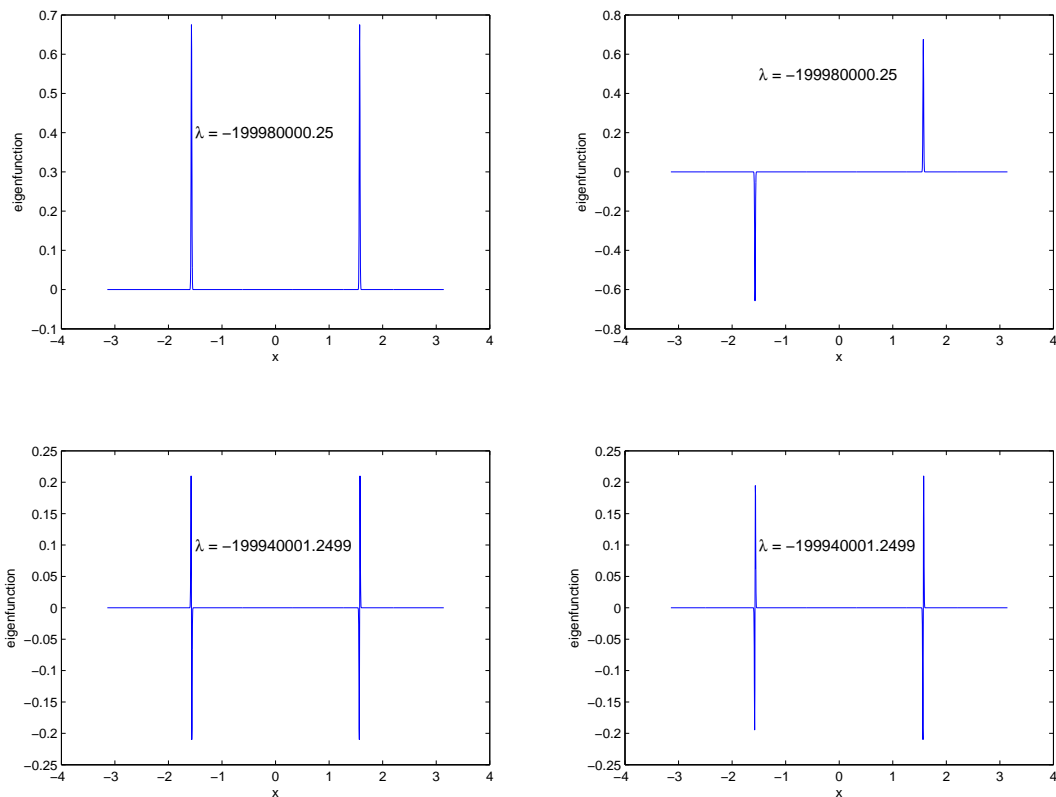 0.7
0.6
0.5
0.4
0.3
0.2
0.1
0
−0.1
eigenfunction
λ = −199980000.25
−4 −3 −2 −1 0 1 2 3 4
x
0.8
0.6
0.4
0.2
0
−0.2
−0.4
−0.6
−0.8
eigenfunction
λ = −199980000.25
−4 −3 −2 −1 0 1 2 3 4
x
0.25
0.2
0.15
0.1
0.05
0
−0.05
−0.1
−0.15
−0.2
−0.25
eigenfunction
λ = −199940001.2499
−4 −3 −2 −1 0 1 2 3 4
x
0.25
0.2
0.15
0.1
0.05
0
−0.05
−0.1
−0.15
−0.2
−0.25
eigenfunction
λ = −199940001.2499
−4 −3 −2 −1 0 1 2 3 4
x